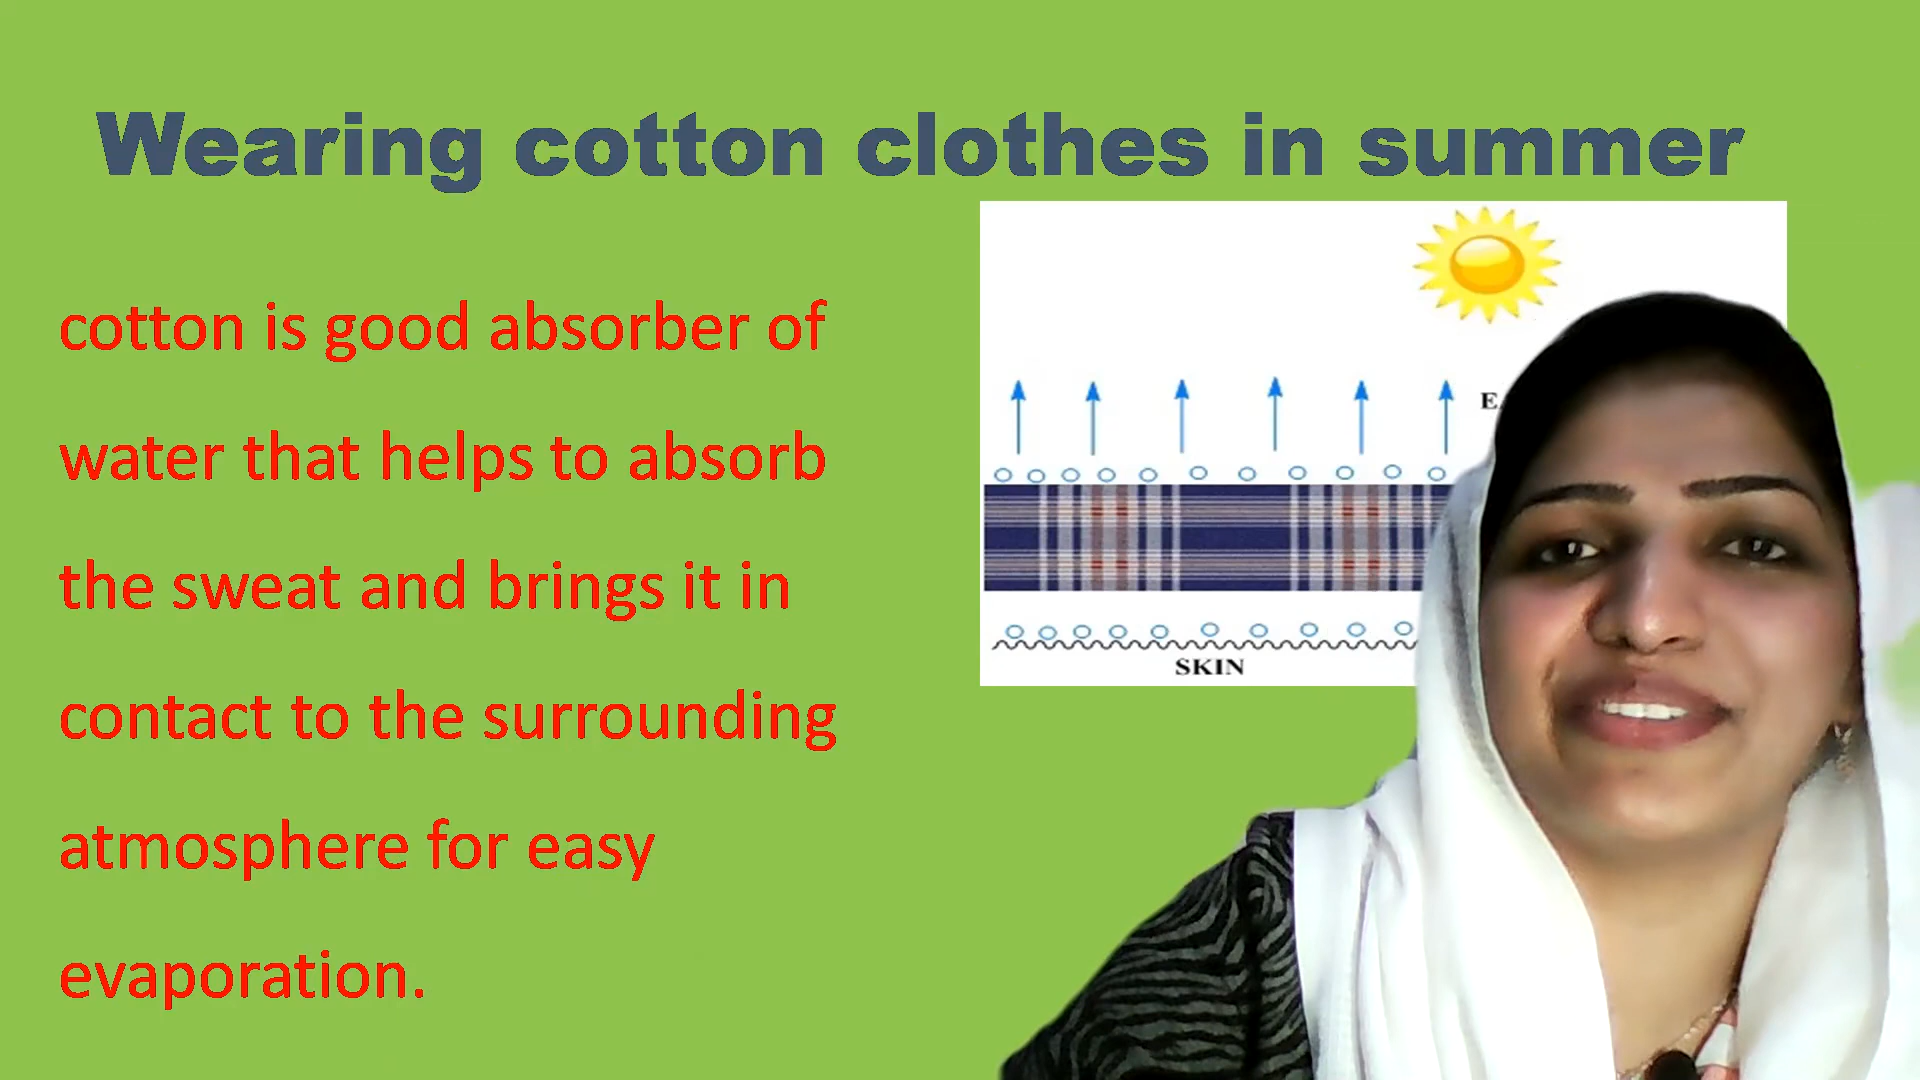 Wearing cotton clothes in summer
cotton is good absorber of
water that helps to absorb
the sweat and brings it in
contact to the surrounding
atmosphere for easy
evaporation.
SKIN